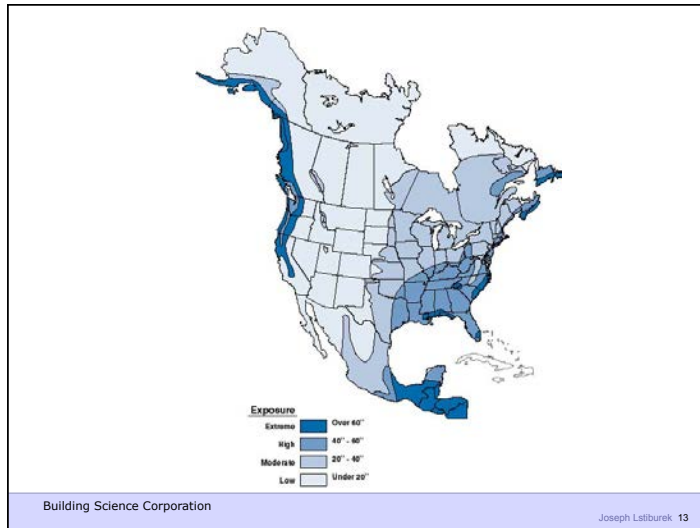 Exposure
Extreme Over 60"
High 40" - 60"
Moderate 20" - 40"
Low Under 20"
Building Science Corporation
Joseph Lstiburek 13